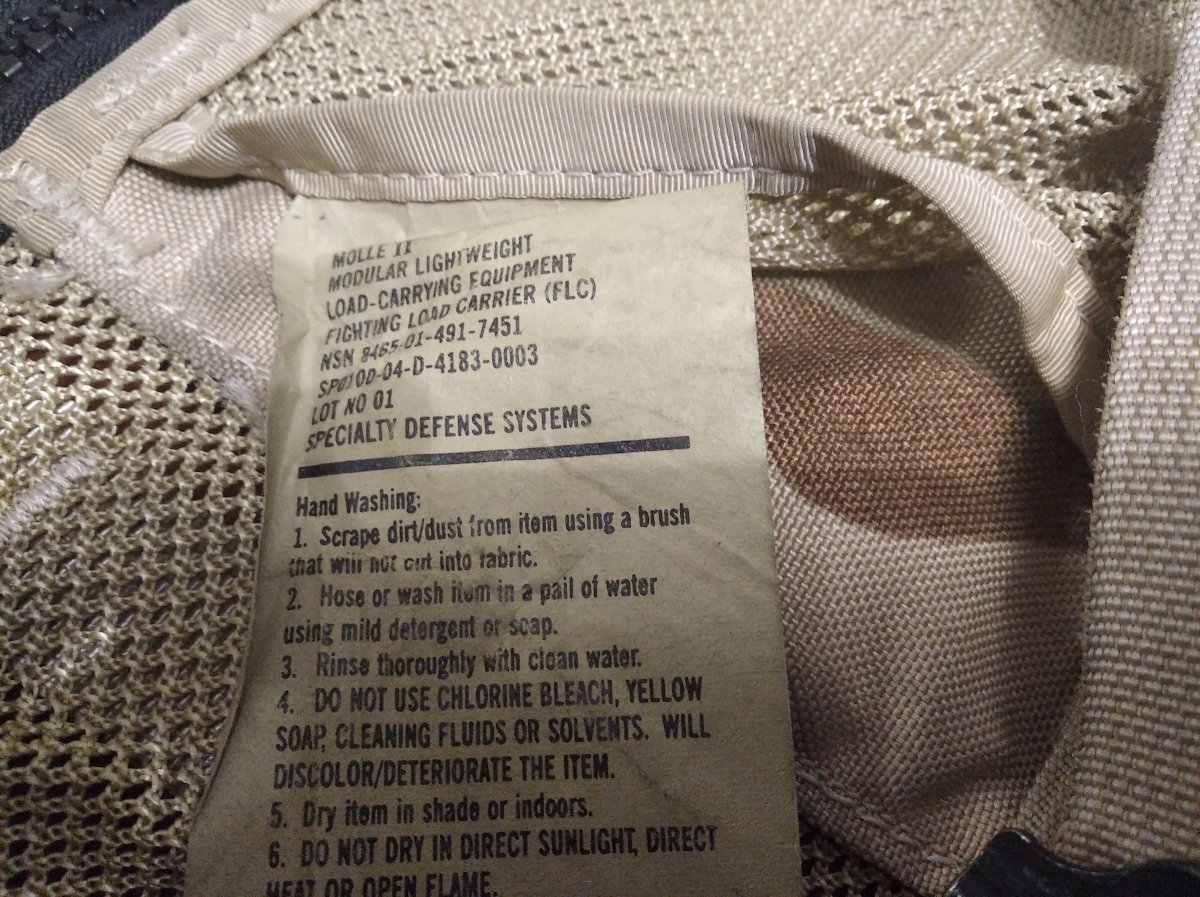 MOLLE II
MODULAR LIGHTWEIGHT
LOAD-CARRYING EQUIPMENT
FIGHTING LOAD CARRIER (FLC)
NSN 8465-01-491-7451
SP0100-04-D-4183-0003
LOT NO 01
SPECIALTY DEFENSE SYSTEMS
Hand Washing:
1. Scrape dirt/dust from item using a brush
that will not cut into fabric.
2. Hose or wash item in a pail of water
using mild detergent or soap.
3. Rinse thoroughly with clean water.
4. DO NOT USE CHLORINE BLEACH, YELLOW
SOAP, CLEANING FLUIDS OR SOLVENTS. WILL
DISCOLOR/DETERIORATE THE ITEM.
5. Dry item in shade or indoors.
6. DO NOT DRY IN DIRECT SUNLIGHT, DIRECT
HEAT OR OPEN FLAME.